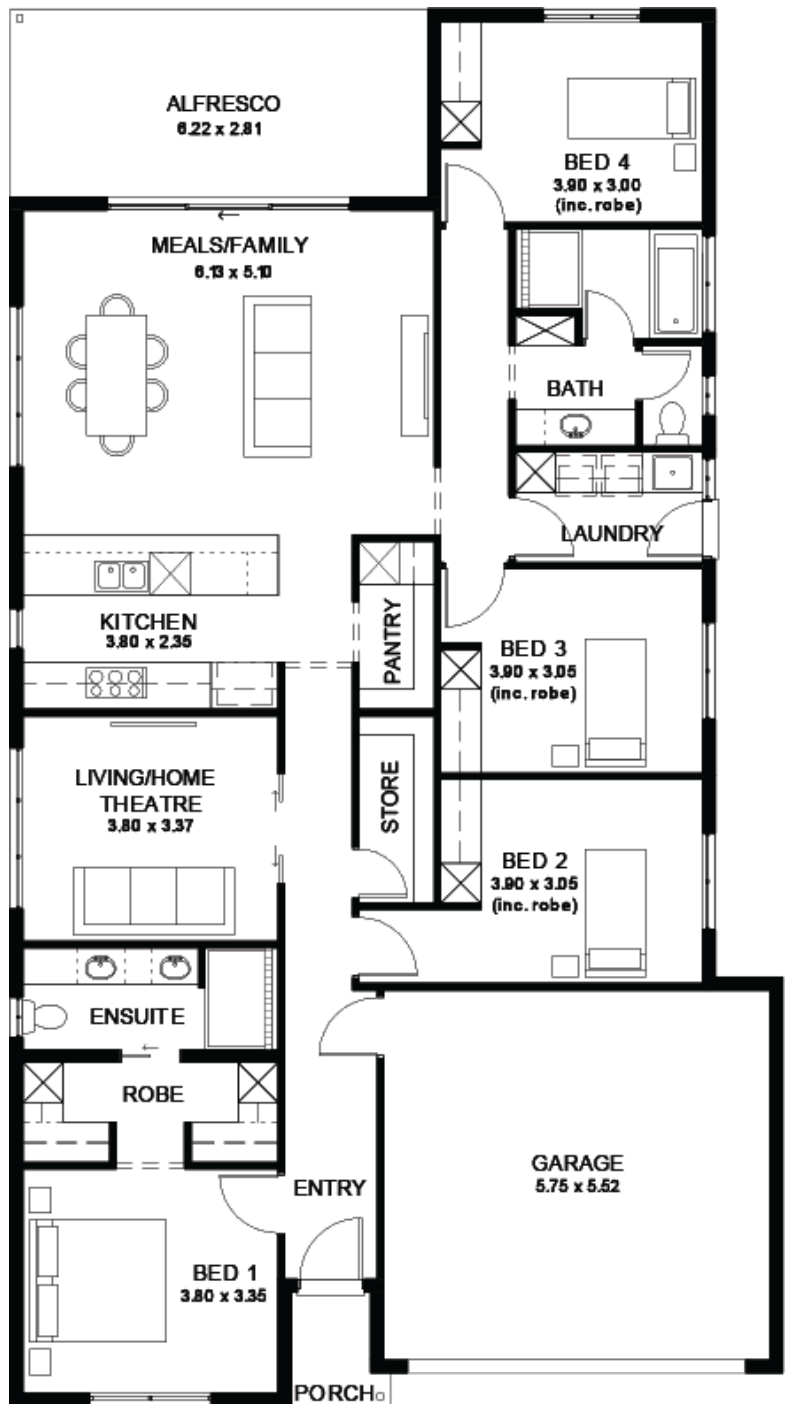 ALFRESCO
6.22 x 2.81
BED 4
3.90 x 3.00
(inc. robe)
MEALS/FAMILY
6.13 x 5.10
BATH
LAUNDRY
KITCHEN
3.80 x 2.35
PANTRY
BED 3
3.90 x 3.05
(inc. robe)
LIVING/HOME
THEATRE
3.80 x 3.37
STORE
BED 2
3.90 x 3.05
(inc. robe)
ENSUITE
ROBE
ENTRY
GARAGE
5.75 x 5.52
BED 1
3.80 x 3.35
PORCH